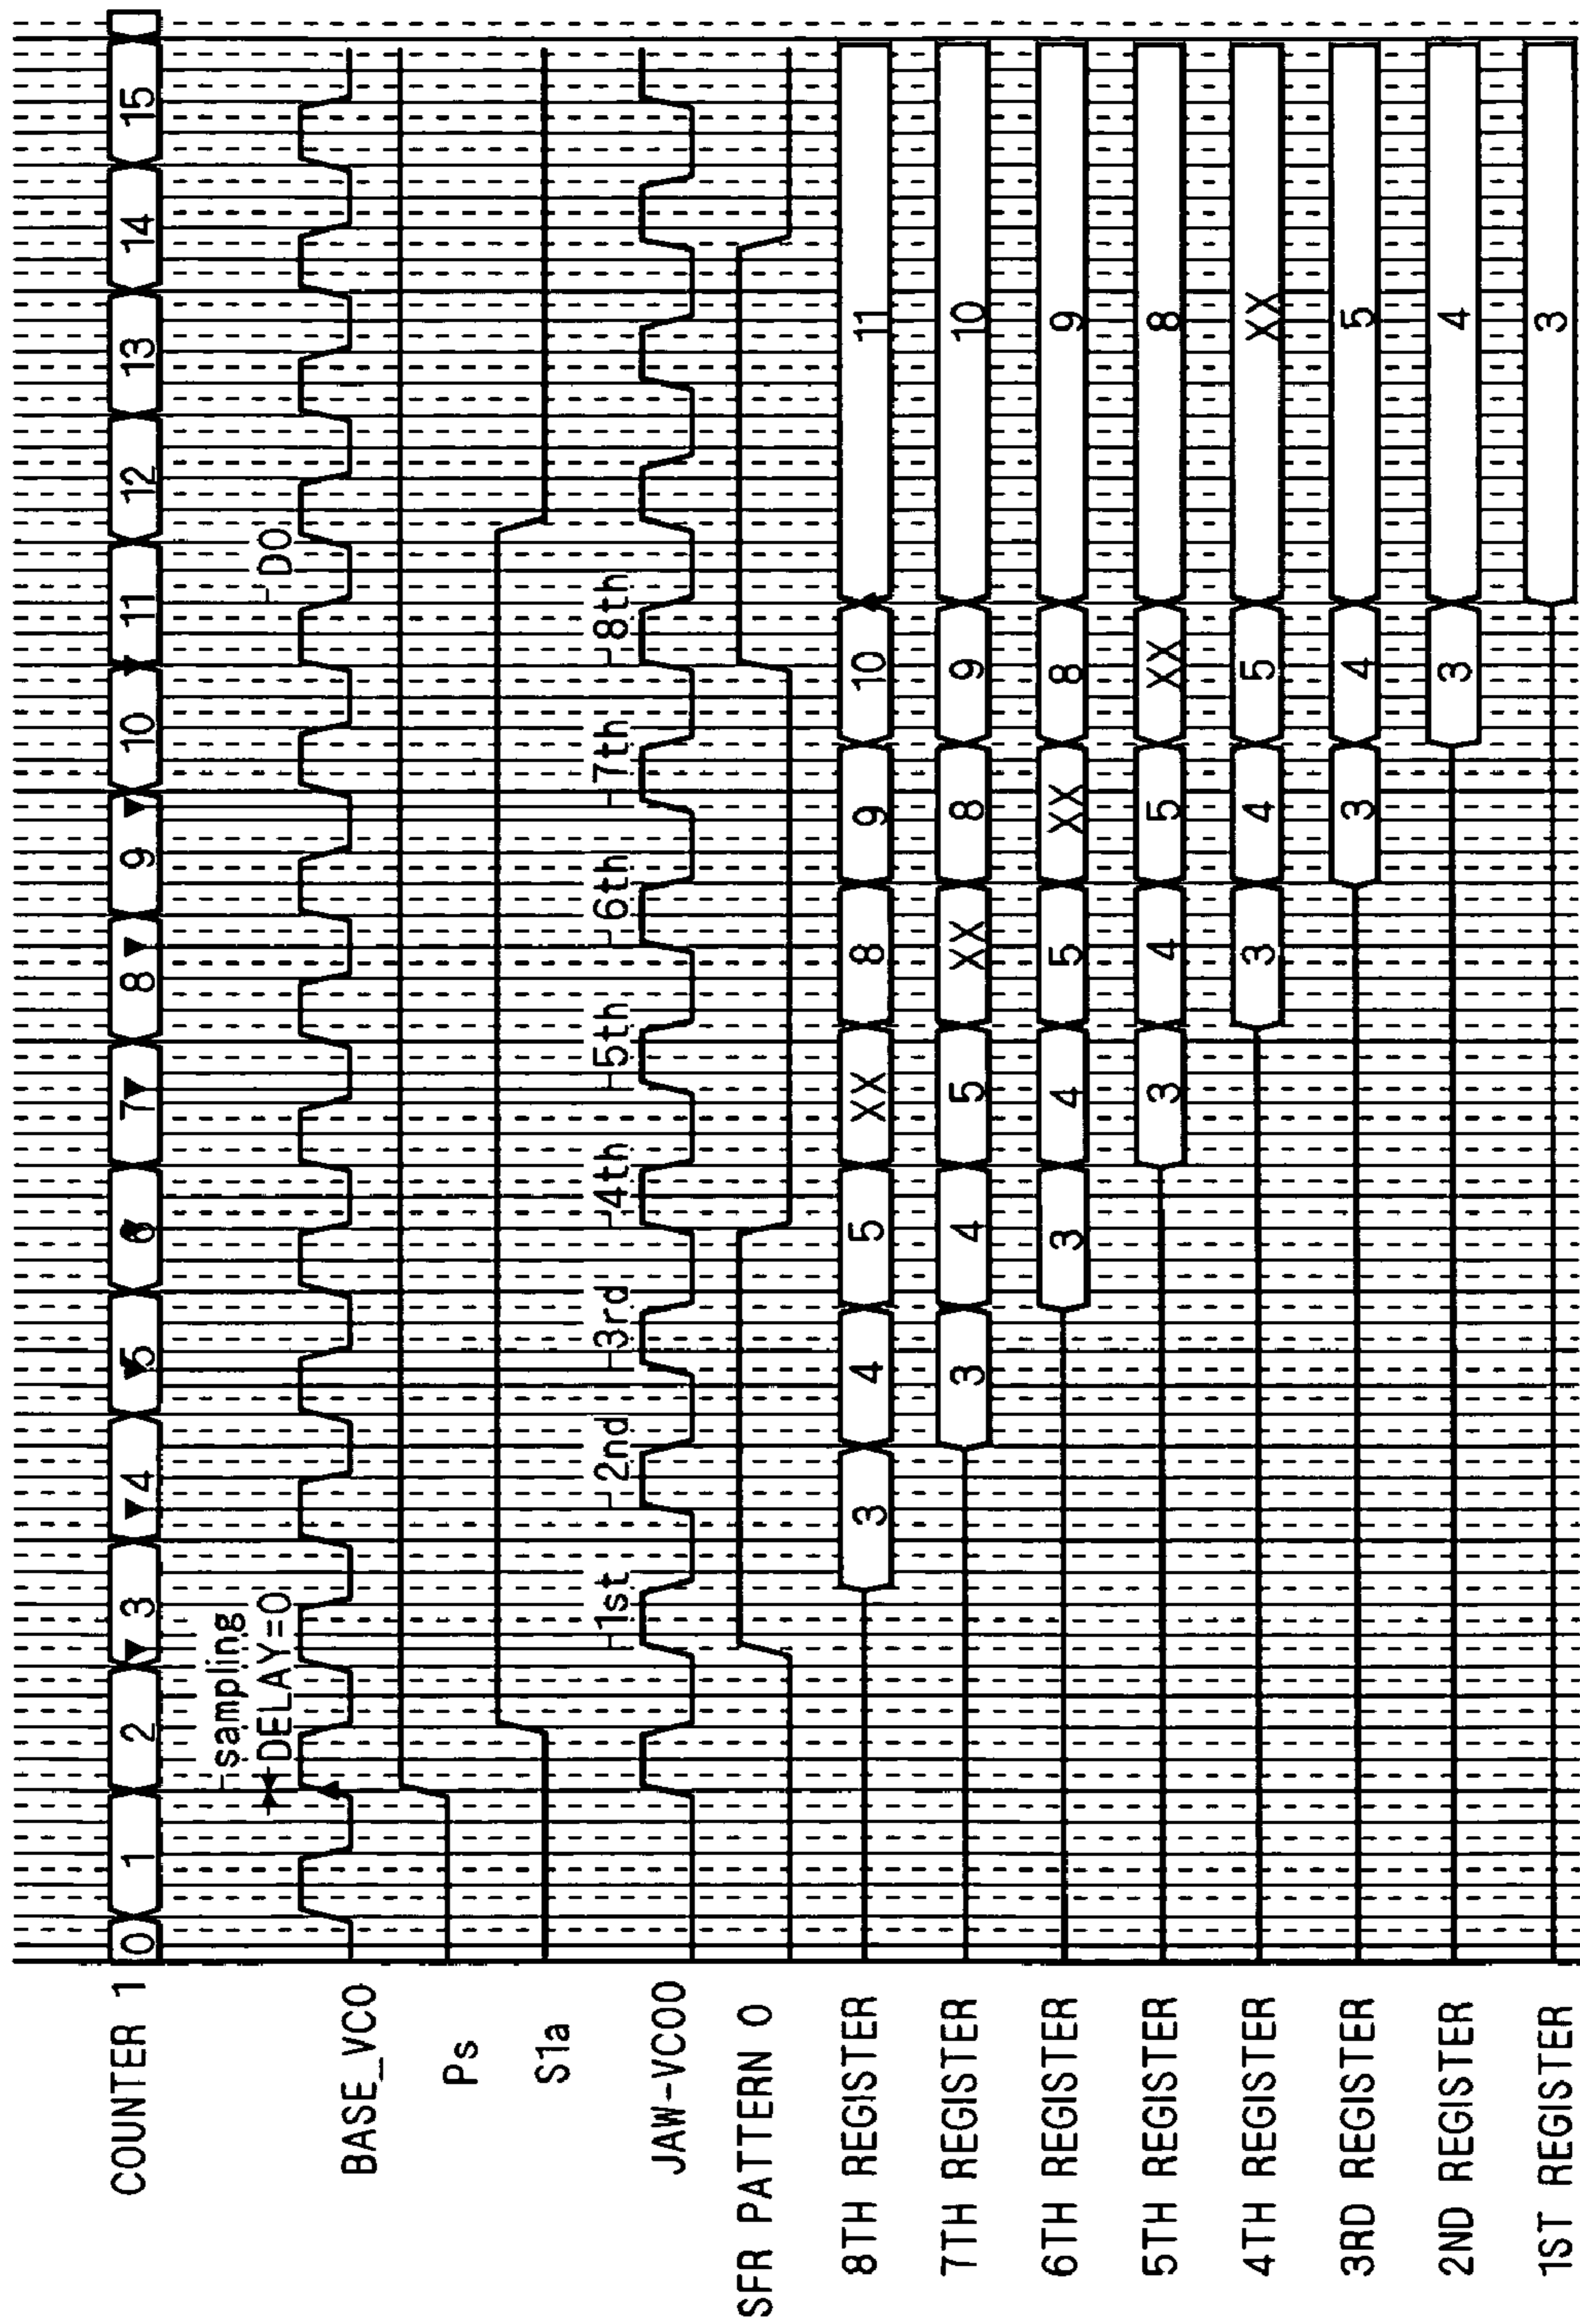 COUNTER 1 0 1 2 3 4 5 6 7 8 9 10 11 12 13 14 15
sampling
DELAY=0 D0
BASE_VCO
Ps
S1a
1st 2nd 3rd 4th 5th 6th 7th 8th
JAW-VCO0
SFR PATTERN 0
8TH REGISTER 3 4 5 XX 8 9 10 11
7TH REGISTER 3 4 5 XX 8 9 10
6TH REGISTER 3 4 5 XX 8 9
5TH REGISTER 3 4 5 XX 8
4TH REGISTER 3 4 5 XX
3RD REGISTER 3 4 5
2ND REGISTER 3 4
1ST REGISTER 3